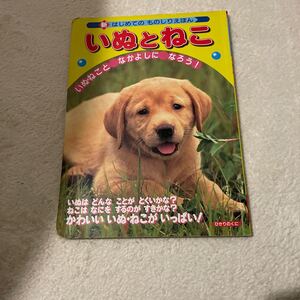 新 はじめての ものしりえほん
いぬとねこ
いぬねこと なかよしに なろう！
いぬは どんな ことが とくいかな？
ねこは なにを するのが すきかな？
かわいい いぬ・ねこが いっぱい！
ひかりのくに